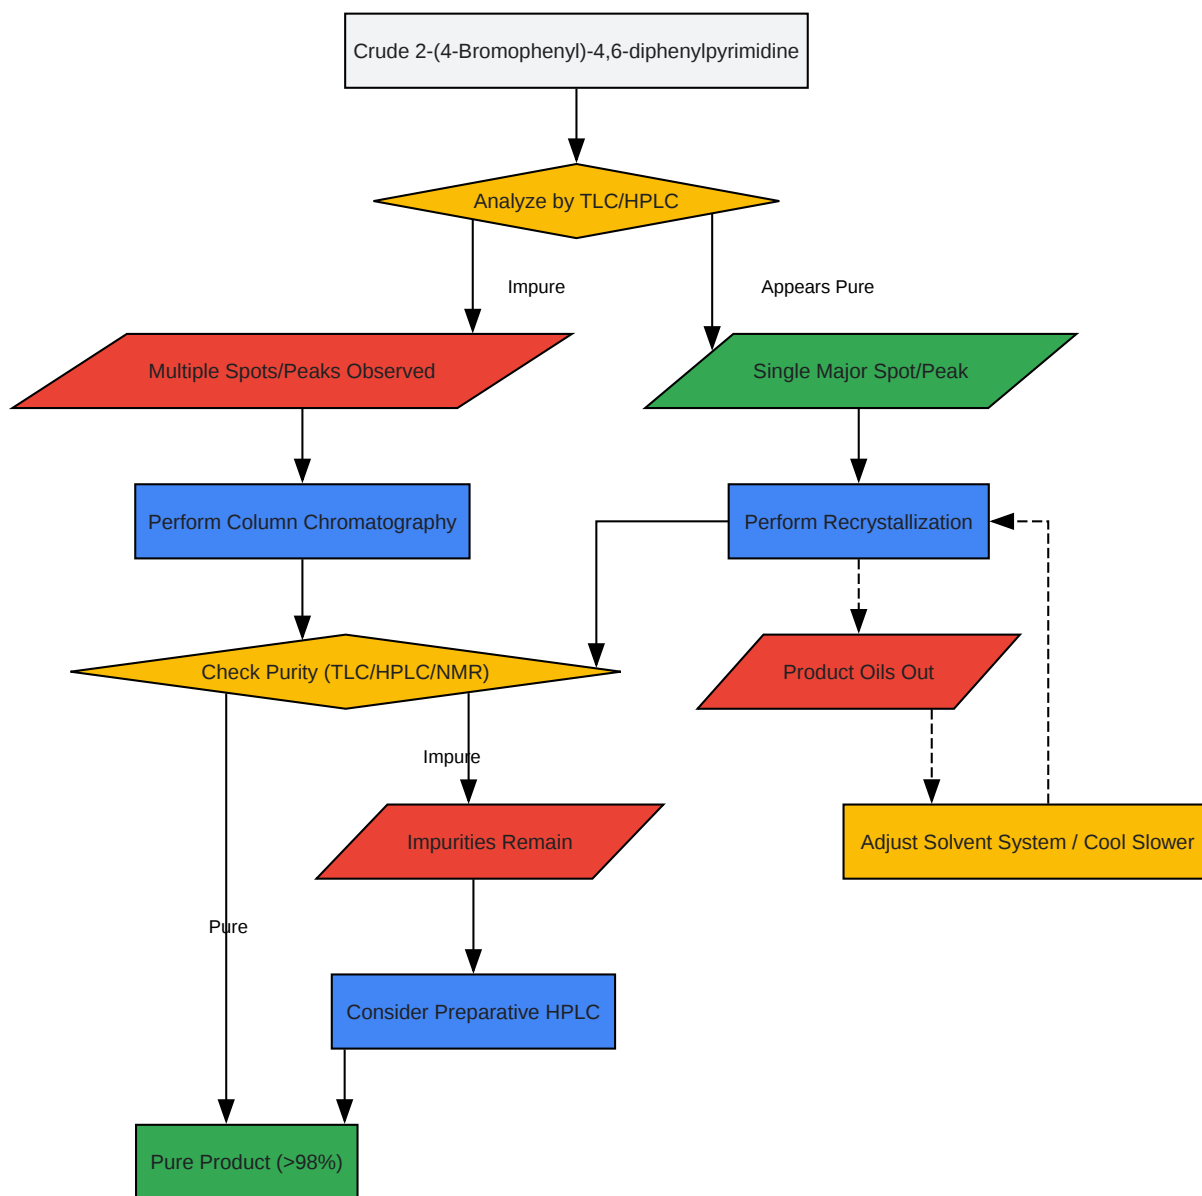 Crude 2-(4-Bromophenyl)-4,6-diphenylpyrimidine
Analyze by TLC/HPLC
Impure
Appears Pure
Multiple Spots/Peaks Observed
Single Major Spot/Peak
Perform Column Chromatography
Perform Recrystallization
Check Purity (TLC/HPLC/NMR)
Product Oils Out
Impure
Impurities Remain
Adjust Solvent System / Cool Slower
Pure
Consider Preparative HPLC
Pure Product (>98%)